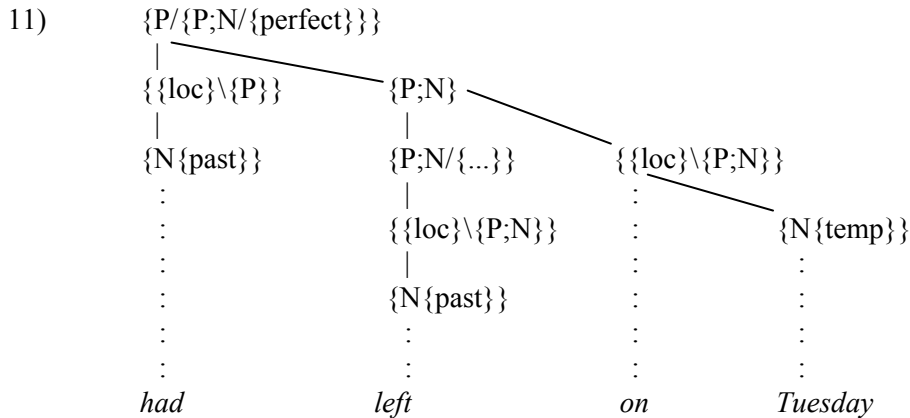 11) {P/{P;N/{perfect}}}
{{loc}\{P}} {P;N}
{N{past}} {P;N/{...}} {{loc}\{P;N}}
{{loc}\{P;N}} {N{temp}}
{N{past}}
had left on Tuesday